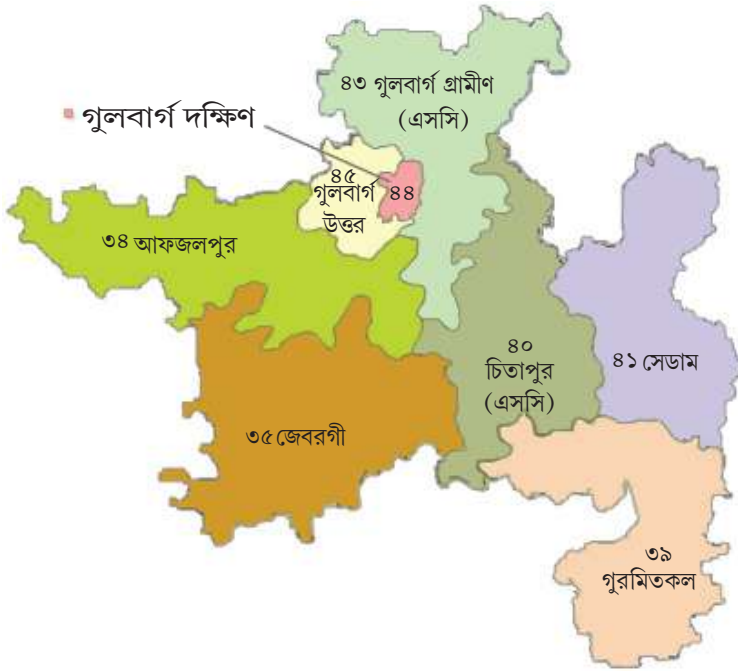 ৪৩ গুলবার্গ গ্রামীণ
(এসসি)
গুলবার্গ দক্ষিণ
৪৫
গুলবার্গ
উত্তর
৪৪
৩৪ আফজলপুর
৪০
চিতাপুর
(এসসি)
৪১ সেডাম
৩৫ জেবরগী
৩৯
গুরমিতকল